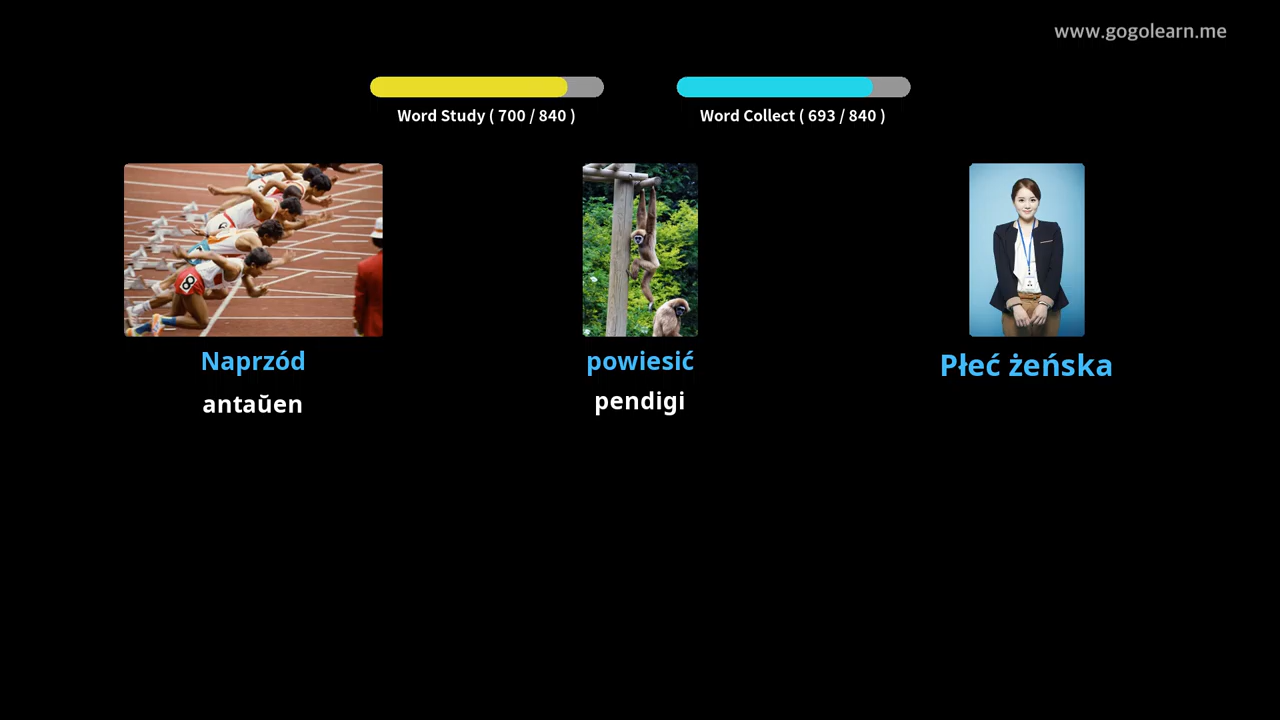 www.gogolearn.me
Word Study ( 700 / 840 )
Word Collect ( 693 / 840 )
Naprzód
antaŭen
powiesić
pendigi
Płeć żeńska